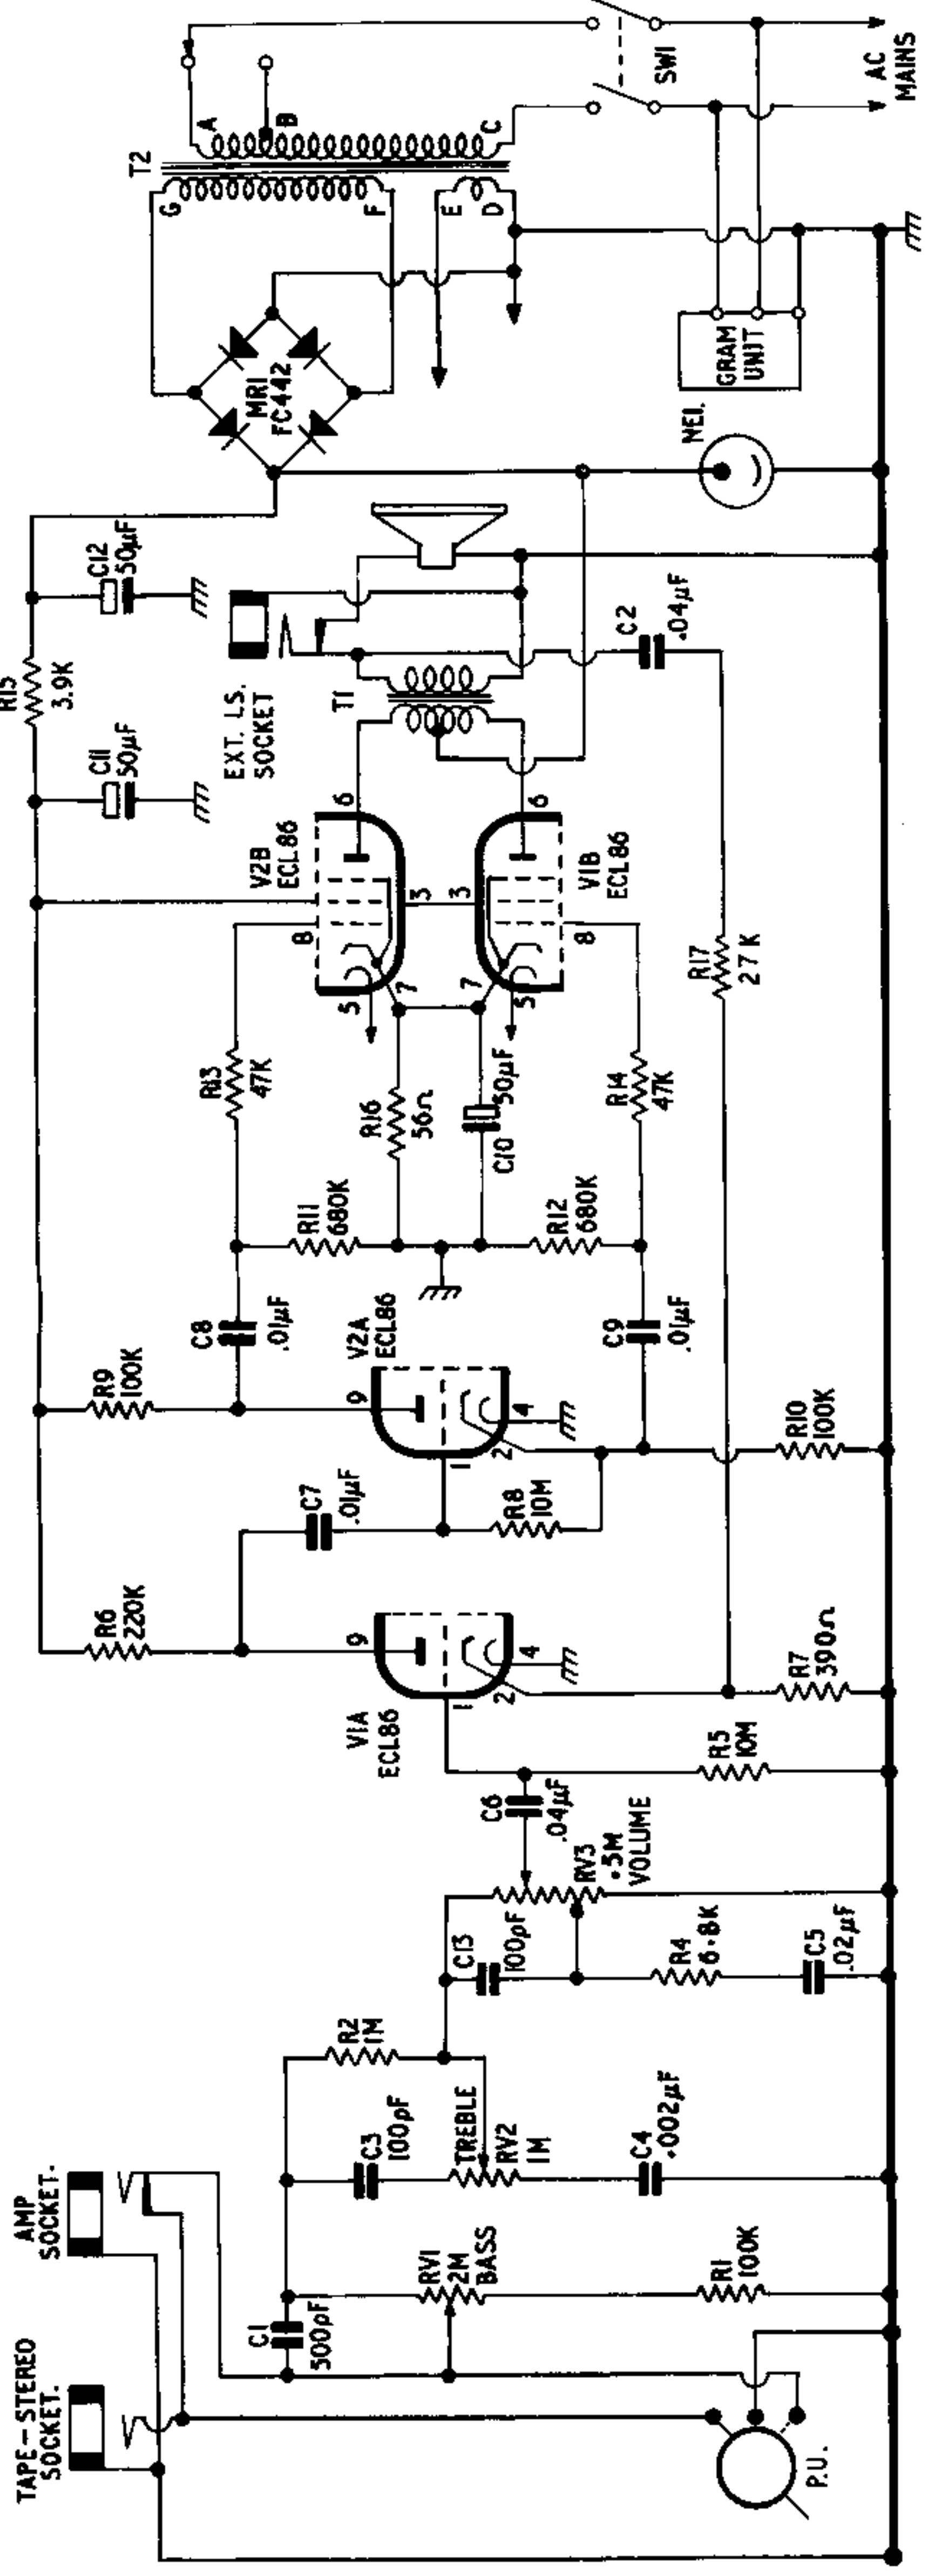 TAPE-STEREO
SOCKET.
AMP
SOCKET.
P.U.
C1
500pF
RV1
2M
BASS
R1
100K
C3
100pF
TREBLE
RV2
1M
C4
.002µF
R2
1M
C13
100pF
R4
6.8K
C5
.02µF
RV3
.5M
VOLUME
C6
.04µF
R5
10M
V1A
ECL86
1
2
9
4
R6
220K
R7
390Ω
C7
.01µF
R8
10M
R9
100K
V2A
ECL86
1
2
9
4
R10
100K
C8
.01µF
C9
.01µF
R11
680K
R12
680K
R13
47K
R16
56Ω
C10
50µF
R14
47K
V2B
ECL86
5
8
7
3
6
V1B
ECL86
5
8
7
3
6
R17
27K
C11
50µF
R15
3.9K
C12
50µF
EXT. LS.
SOCKET
T1
C2
.04µF
NE1.
MR1
FC442
GRAM
UNIT
T2
G
F
E
D
A
B
C
SW1
AC
MAINS